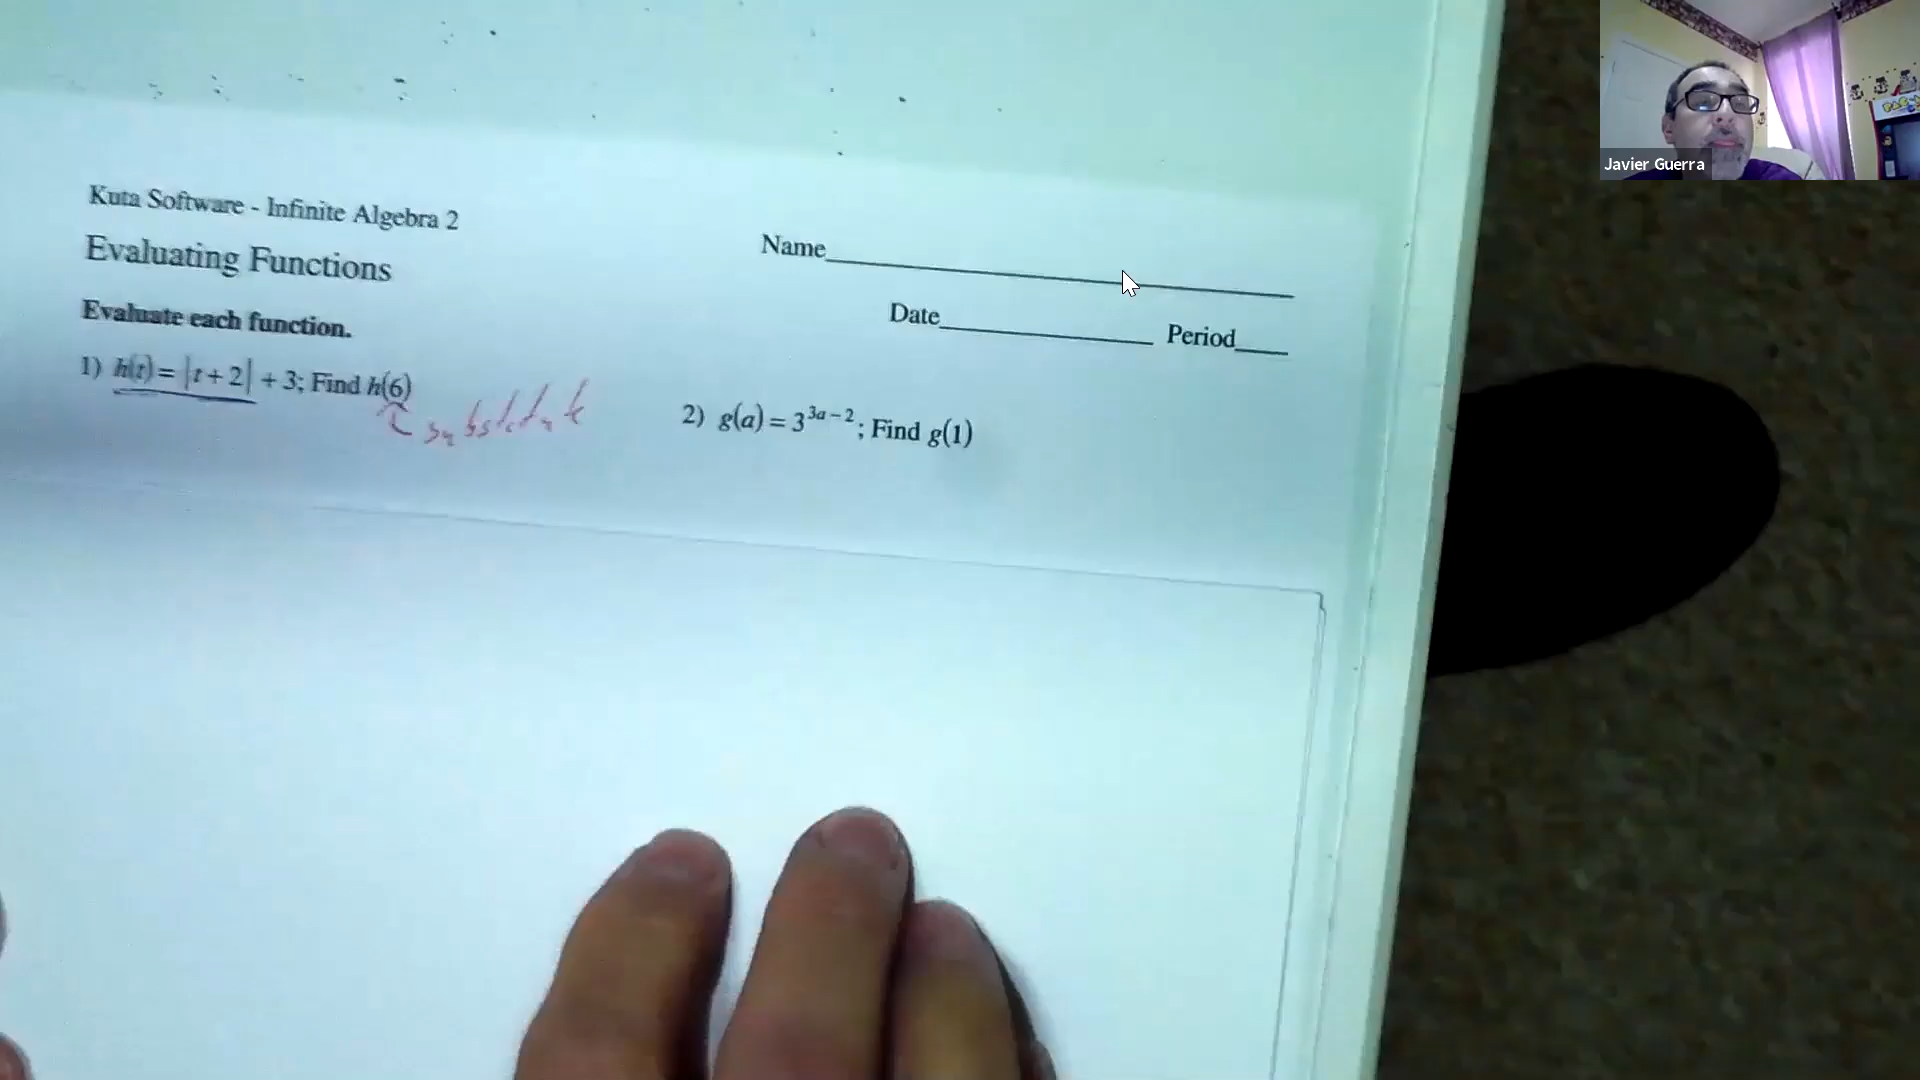 Kuta Software - Infinite Algebra 2
Evaluating Functions
Name
Date Period
Evaluate each function.
1) h(t) = |t + 2| + 3; Find h(6)
substitute
2) g(a) = 3^{3a − 2}; Find g(1)
Javier Guerra